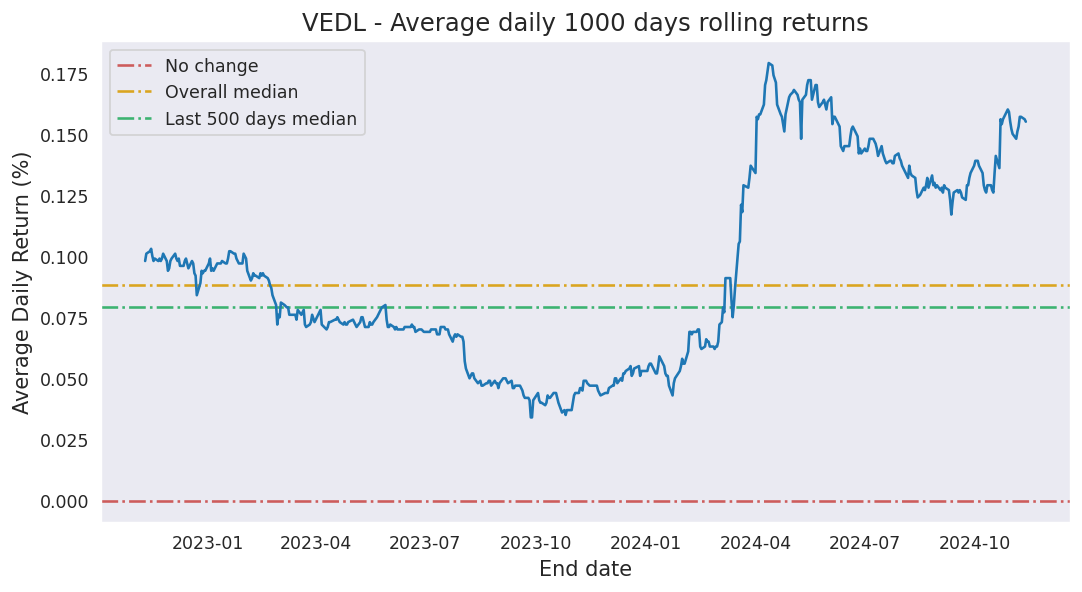 VEDL - Average daily 1000 days rolling returns
No change
Overall median
Last 500 days median
Average Daily Return (%)
0.175
0.150
0.125
0.100
0.075
0.050
0.025
0.000
2023-01 2023-04 2023-07 2023-10 2024-01 2024-04 2024-07 2024-10
End date